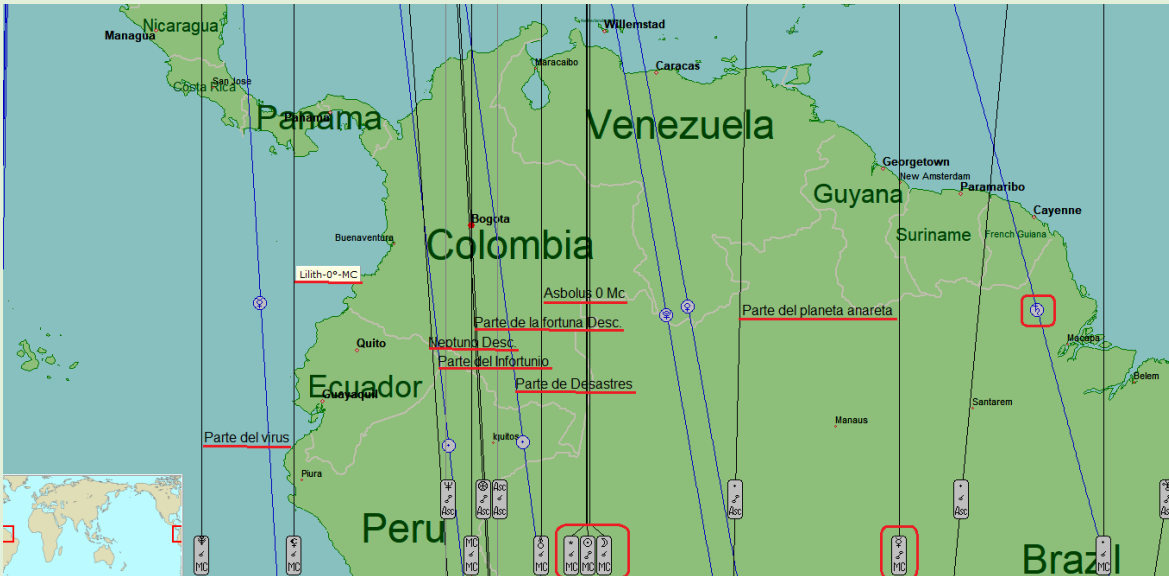 Willemstad
Nicaragua
Managua
Maracaibo
Caracas
San Jose
Costa Rica
Panama
Panama
Venezuela
Georgetown
New Amsterdam
Paramaribo
Guyana
Cayenne
Bogota
Suriname
French Guiana
Buenaventura
Colombia
Lilith-0º-MC
Asbolus 0 Mc
Parte del planeta anareta
Parte de la fortuna Desc.
Neptuno Desc.
Quito
Macapa
Parte del Infortunio
Belem
Ecuador
Parte de Desastres
Guayaquil
Santarem
Manaus
Parte del virus
Iquitos
Piura
Asc
Asc
Asc
Asc
Asc
Asc
Peru
MC
MC
MC
MC
MC
MC
MC
MC
MC
MC
Brazil